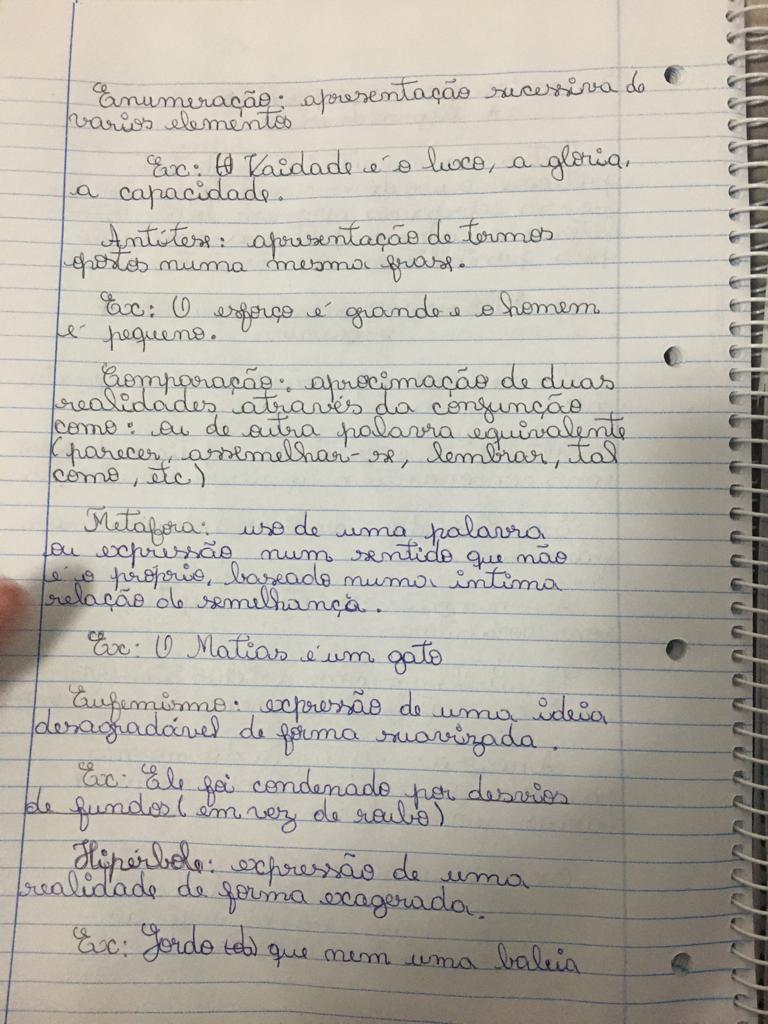 Enumeração: apresentação sucessiva de
varios elementos
Ex: Vaidade é o luxo, a gloria,
a capacidade.
Antítese: apresentação de termos
opostos numa mesma frase.
Ex: O esforço é grande e o homem
é pequeno.
Comparação: aprocimação de duas
realidades através da conjunção
como: ou de outra palavra equivalente
(parecer, assemelhar-se, lembrar, tal
como, etc)
Metafora: uso de uma palavra
ou expressão num sentido que não
é o próprio, baseado numa intima
relação de semelhança.
Ex: O Matias é um gato
Eufemismo: expressão de uma ideia
desagradável de forma suavizada.
Ex: Ele foi condenado por desvios
de fundos (em vez de roubo)
Hipérbole: expressão de uma
realidade de forma exagerada.
Ex: Gordo que nem uma baleia